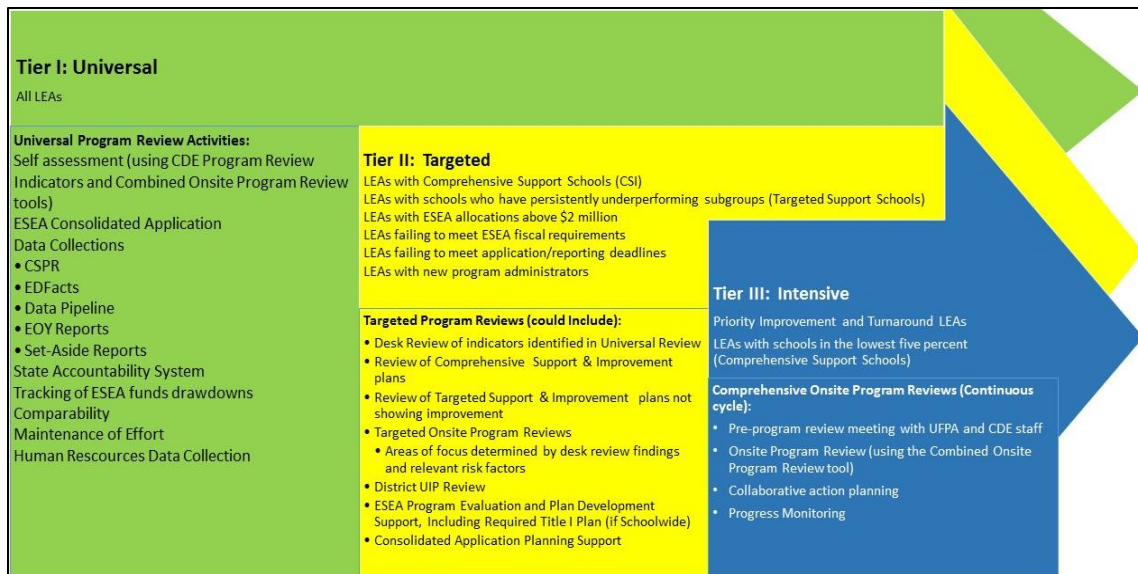 Tier I: Universal
All LEAs
Universal Program Review Activities:
Self assessment (using CDE Program Review
Indicators and Combined Onsite Program Review
tools)
ESEA Consolidated Application
Data Collections
• CSPR
• EDFacts
• Data Pipeline
• EOY Reports
• Set-Aside Reports
State Accountability System
Tracking of ESEA funds drawdowns
Comparability
Maintenance of Effort
Human Rescources Data Collection
Tier II: Targeted
LEAs with Comprehensive Support Schools (CSI)
LEAs with schools who have persistently underperforming subgroups (Targeted Support Schools)
LEAs with ESEA allocations above $2 million
LEAs failing to meet ESEA fiscal requirements
LEAs failing to meet application/reporting deadlines
LEAs with new program administrators
Targeted Program Reviews (could Include):
• Desk Review of indicators identified in Universal Review
• Review of Comprehensive Support & Improvement
plans
• Review of Targeted Support & Improvement plans not
showing improvement
• Targeted Onsite Program Reviews
• Areas of focus determined by desk review findings
and relevant risk factors
• District UIP Review
• ESEA Program Evaluation and Plan Development
Support, Including Required Title I Plan (if Schoolwide)
• Consolidated Application Planning Support
Tier III: Intensive
Priority Improvement and Turnaround LEAs
LEAs with schools in the lowest five percent
(Comprehensive Support Schools)
Comprehensive Onsite Program Reviews (Continuous
cycle):
• Pre-program review meeting with UFPA and CDE staff
• Onsite Program Review (using the Combined Onsite
Program Review tool)
• Collaborative action planning
• Progress Monitoring